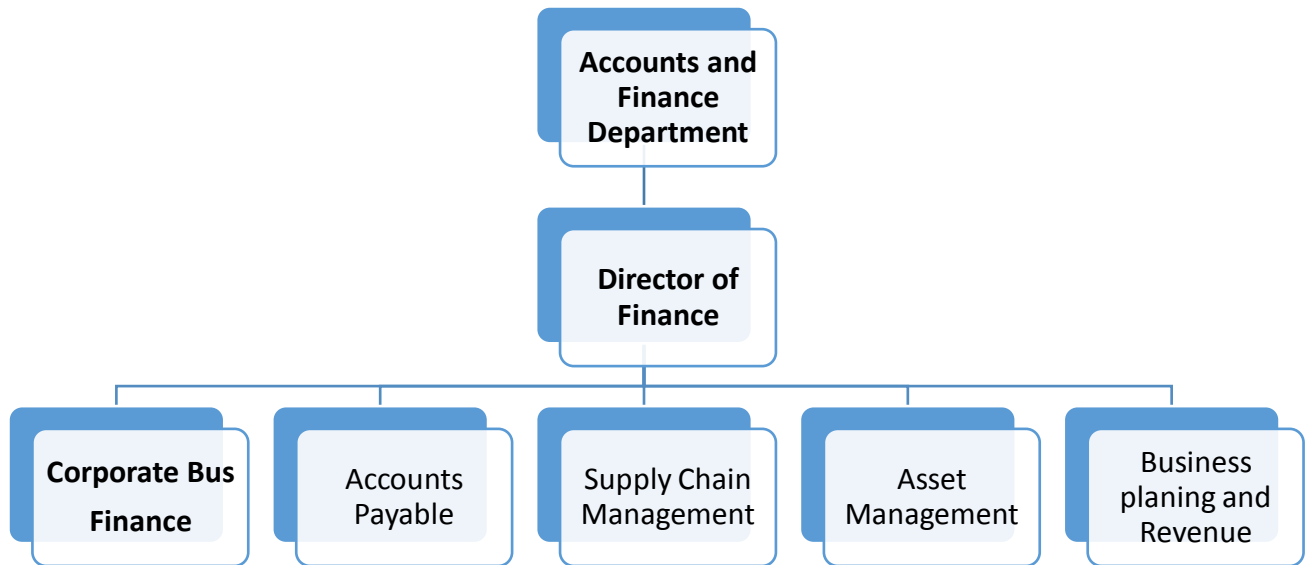 Accounts and
Finance
Department
Director of
Finance
Corporate Bus
Finance
Accounts
Payable
Supply Chain
Management
Asset
Management
Business
planing and
Revenue